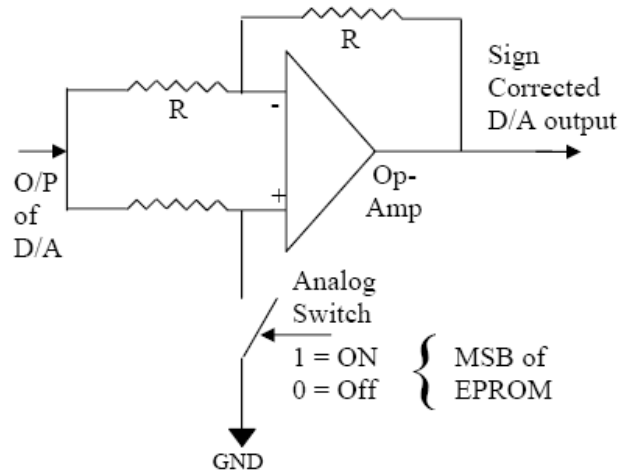 R
Sign
Corrected
D/A output
R
-
+
O/P
of
D/A
Op-
Amp
Analog
Switch
1 = ON
0 = Off
{
MSB of
EPROM
GND